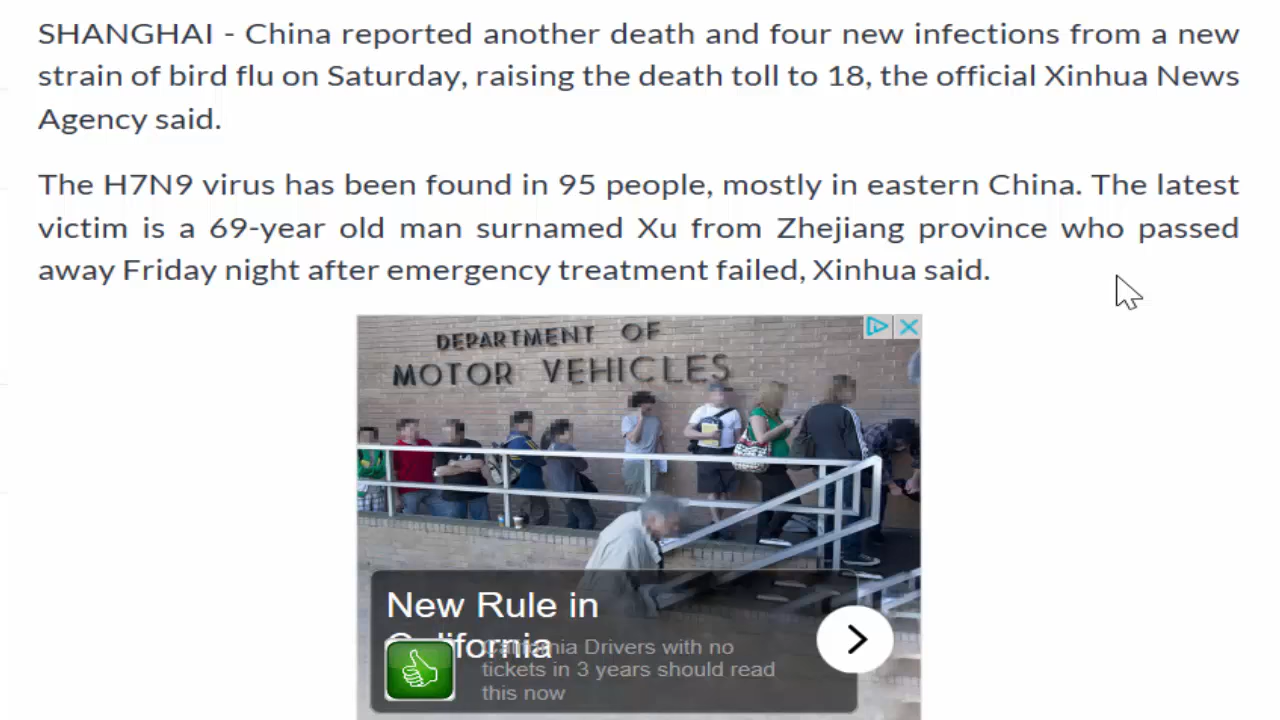 SHANGHAI - China reported another death and four new infections from a new
strain of bird flu on Saturday, raising the death toll to 18, the official Xinhua News
Agency said.
The H7N9 virus has been found in 95 people, mostly in eastern China. The latest
victim is a 69-year old man surnamed Xu from Zhejiang province who passed
away Friday night after emergency treatment failed, Xinhua said.
DEPARTMENT OF
MOTOR VEHICLES
New Rule in
California
California Drivers with no
tickets in 3 years should read
this now